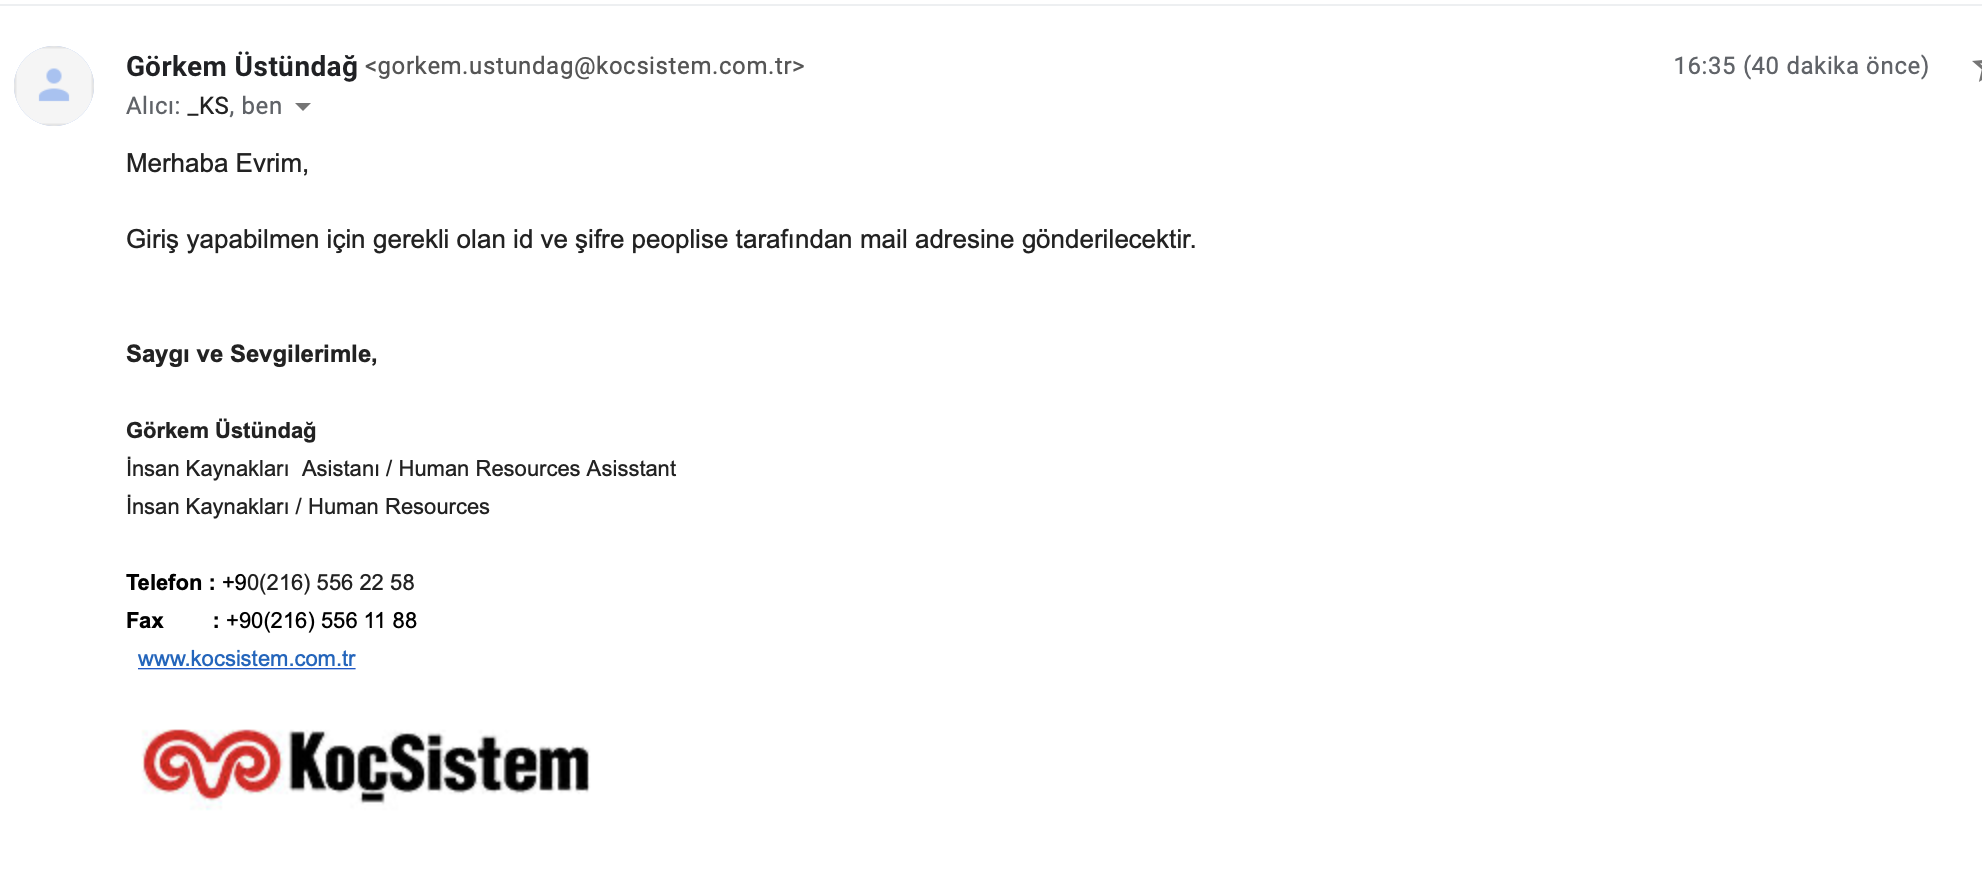 Görkem Üstündağ <gorkem.ustundag@kocsistem.com.tr> 16:35 (40 dakika önce)
Alıcı: _KS, ben
Merhaba Evrim,
Giriş yapabilmen için gerekli olan id ve şifre peoplise tarafından mail adresine gönderilecektir.
Saygı ve Sevgilerimle,
Görkem Üstündağ
İnsan Kaynakları  Asistanı / Human Resources Asisstant
İnsan Kaynakları / Human Resources
Telefon : +90(216) 556 22 58
Fax : +90(216) 556 11 88
www.kocsistem.com.tr
KoçSistem